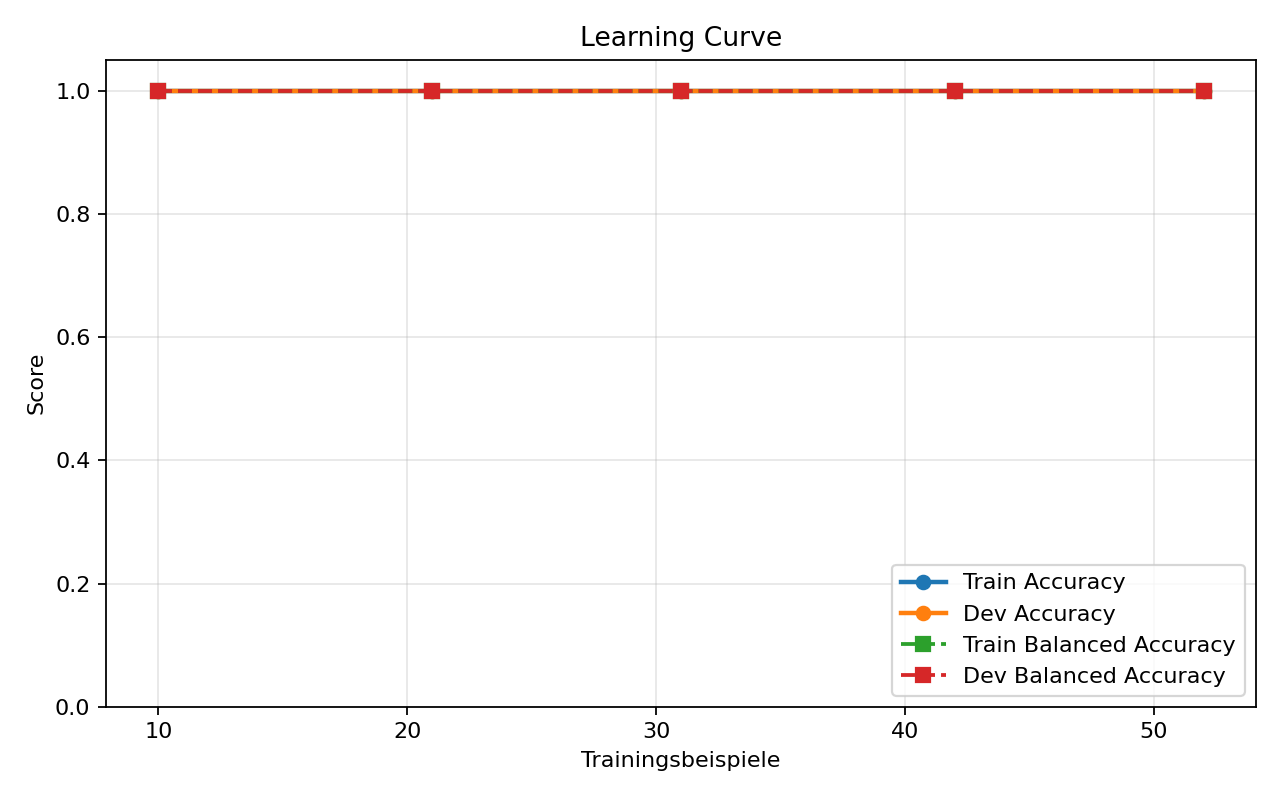 Learning Curve
1.0
0.8
0.6
0.4
0.2
0.0
Score
10 20 30 40 50
Trainingsbeispiele
Train Accuracy
Dev Accuracy
Train Balanced Accuracy
Dev Balanced Accuracy